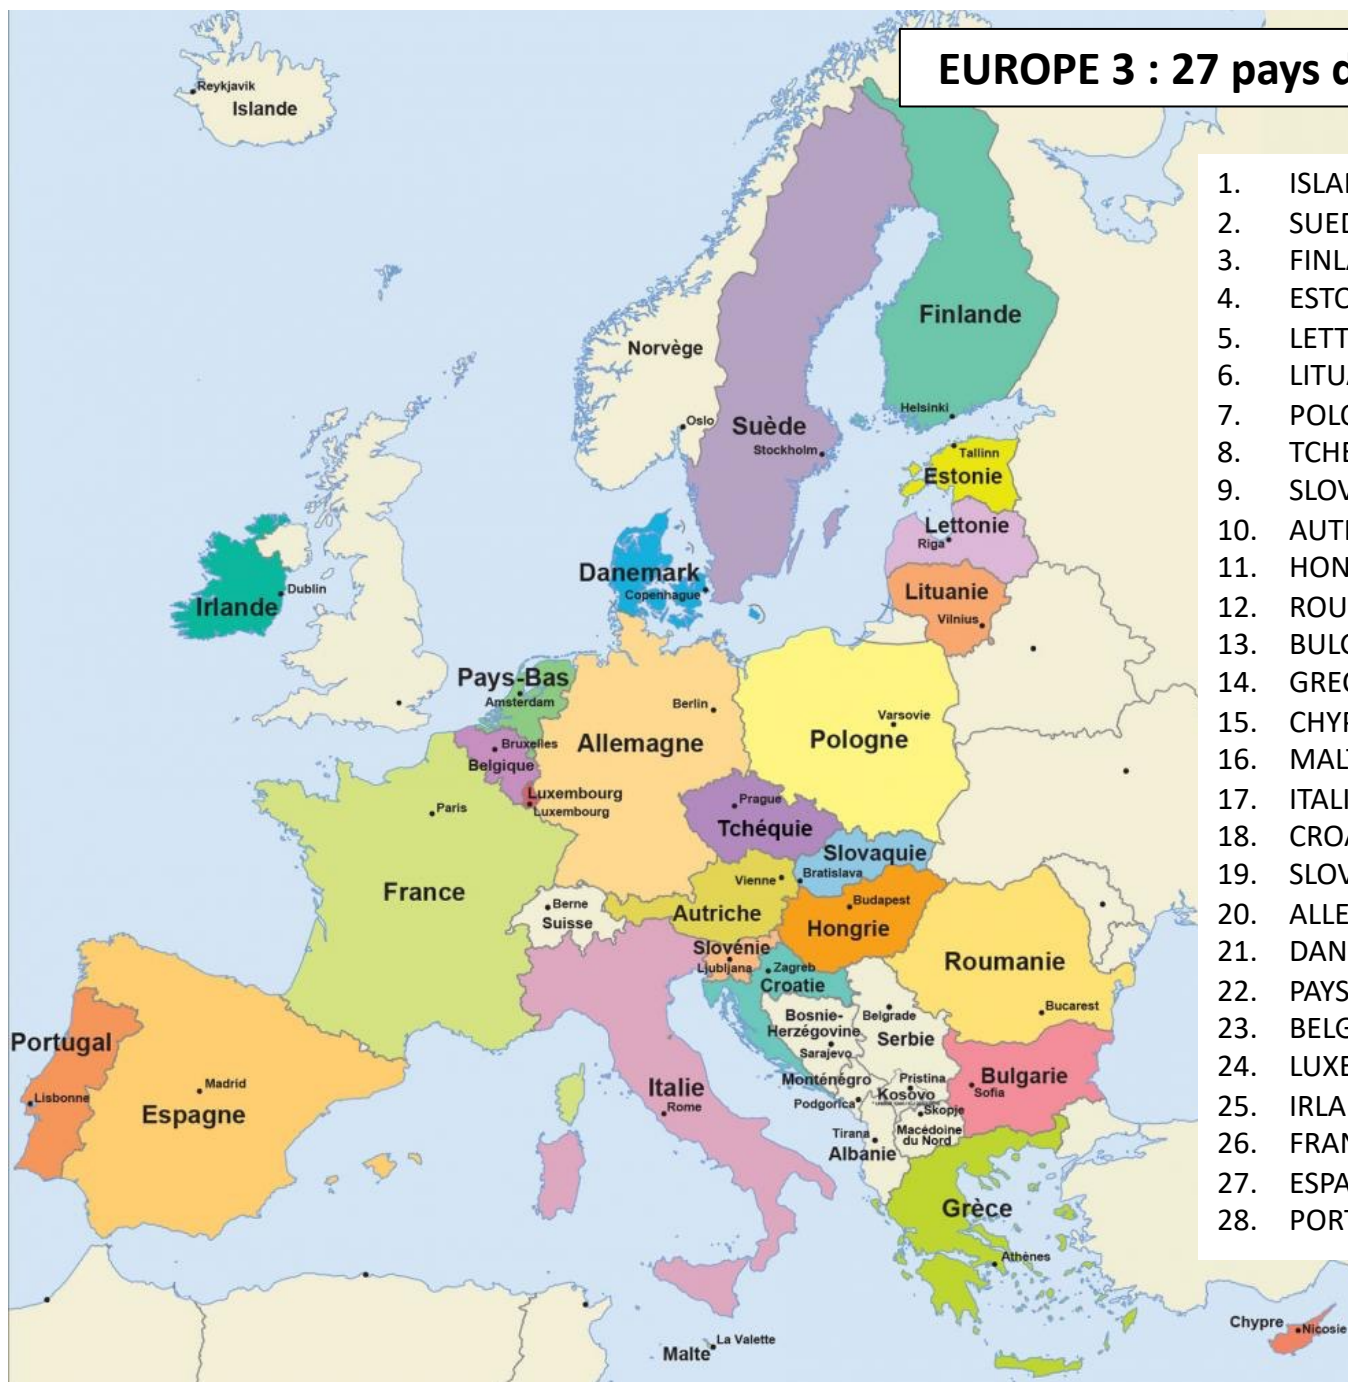 EUROPE 3 : 27 pays d
1. ISLA
2. SUED
3. FINLA
4. ESTO
5. LETT
6. LITUA
7. POLO
8. TCHE
9. SLOV
10. AUTR
11. HON
12. ROU
13. BULG
14. GREC
15. CHYP
16. MALT
17. ITALI
18. CROA
19. SLOV
20. ALLE
21. DAN
22. PAYS
23. BELG
24. LUXE
25. IRLA
26. FRAN
27. ESPA
28. PORT
Reykjavik
Islande
Finlande
Norvège
Helsinki
Oslo
Suède
Stockholm
Tallinn
Estonie
Lettonie
Riga
Danemark
Copenhague
Dublin
Irlande
Lituanie
Vilnius
Pays-Bas
Amsterdam
Berlin
Varsovie
Bruxelles
Allemagne
Pologne
Belgique
Luxembourg
Luxembourg
Paris
Prague
Tchéquie
Slovaquie
Bratislava
Vienne
France
Berne
Suisse
Autriche
Budapest
Hongrie
Slovénie
Ljubljana
Zagreb
Croatie
Roumanie
Bucarest
Bosnie-
Herzégovine
Sarajevo
Belgrade
Serbie
Portugal
Lisbonne
Madrid
Espagne
Italie
Rome
Monténégro
Podgorica
Pristina
Kosovo
Skopje
Macédoine
du Nord
Bulgarie
Sofia
Tirana
Albanie
Grèce
Athènes
Chypre
Nicosie
La Valette
Malte